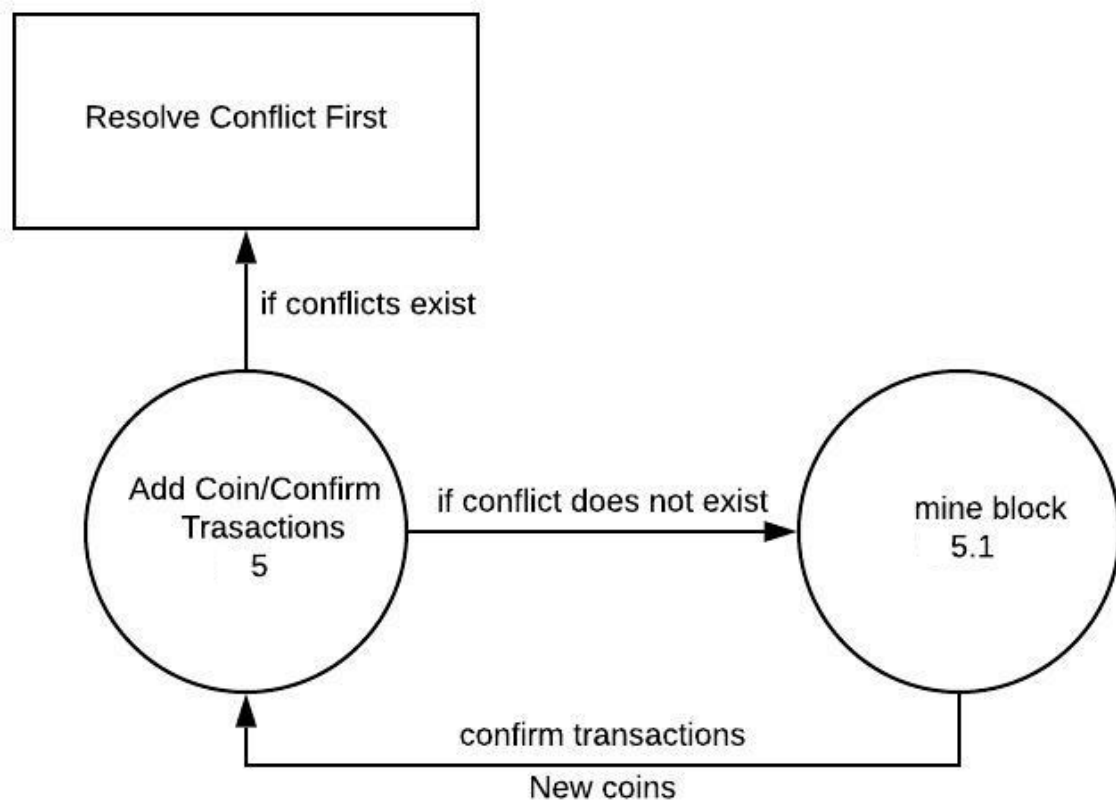 Resolve Conflict First
if conflicts exist
Add Coin/Confirm
Trasactions
5
if conflict does not exist
mine block
5.1
confirm transactions
New coins